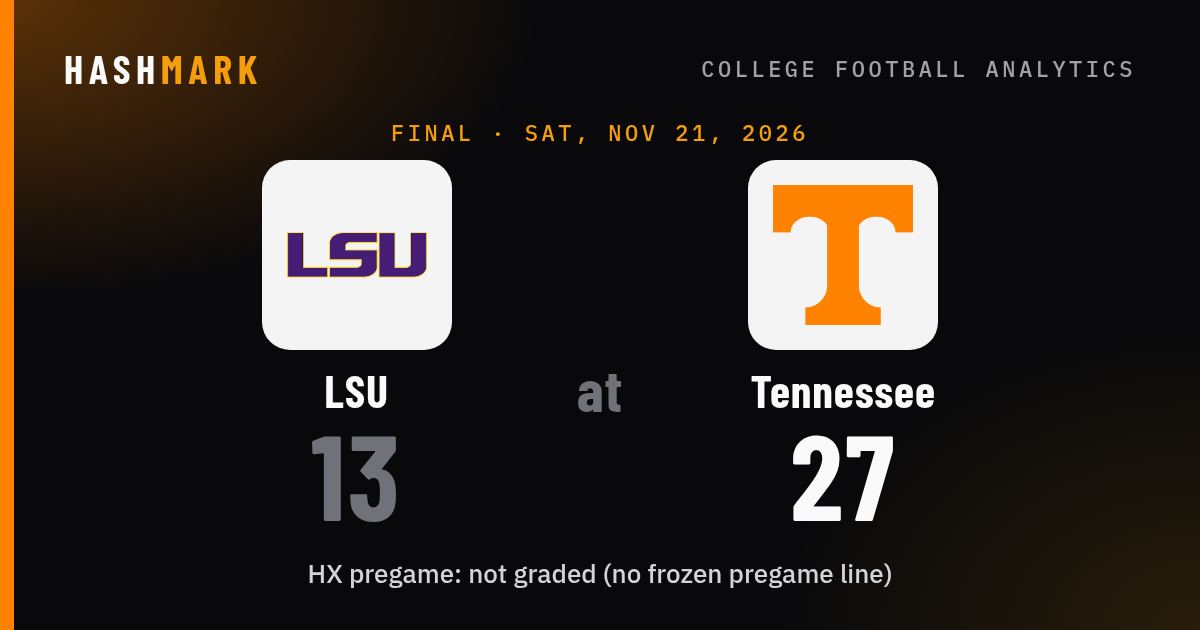 HASHMARK
COLLEGE FOOTBALL ANALYTICS
FINAL · SAT, NOV 21, 2026
LSU
T
LSU
at
Tennessee
13
27
HX pregame: not graded (no frozen pregame line)